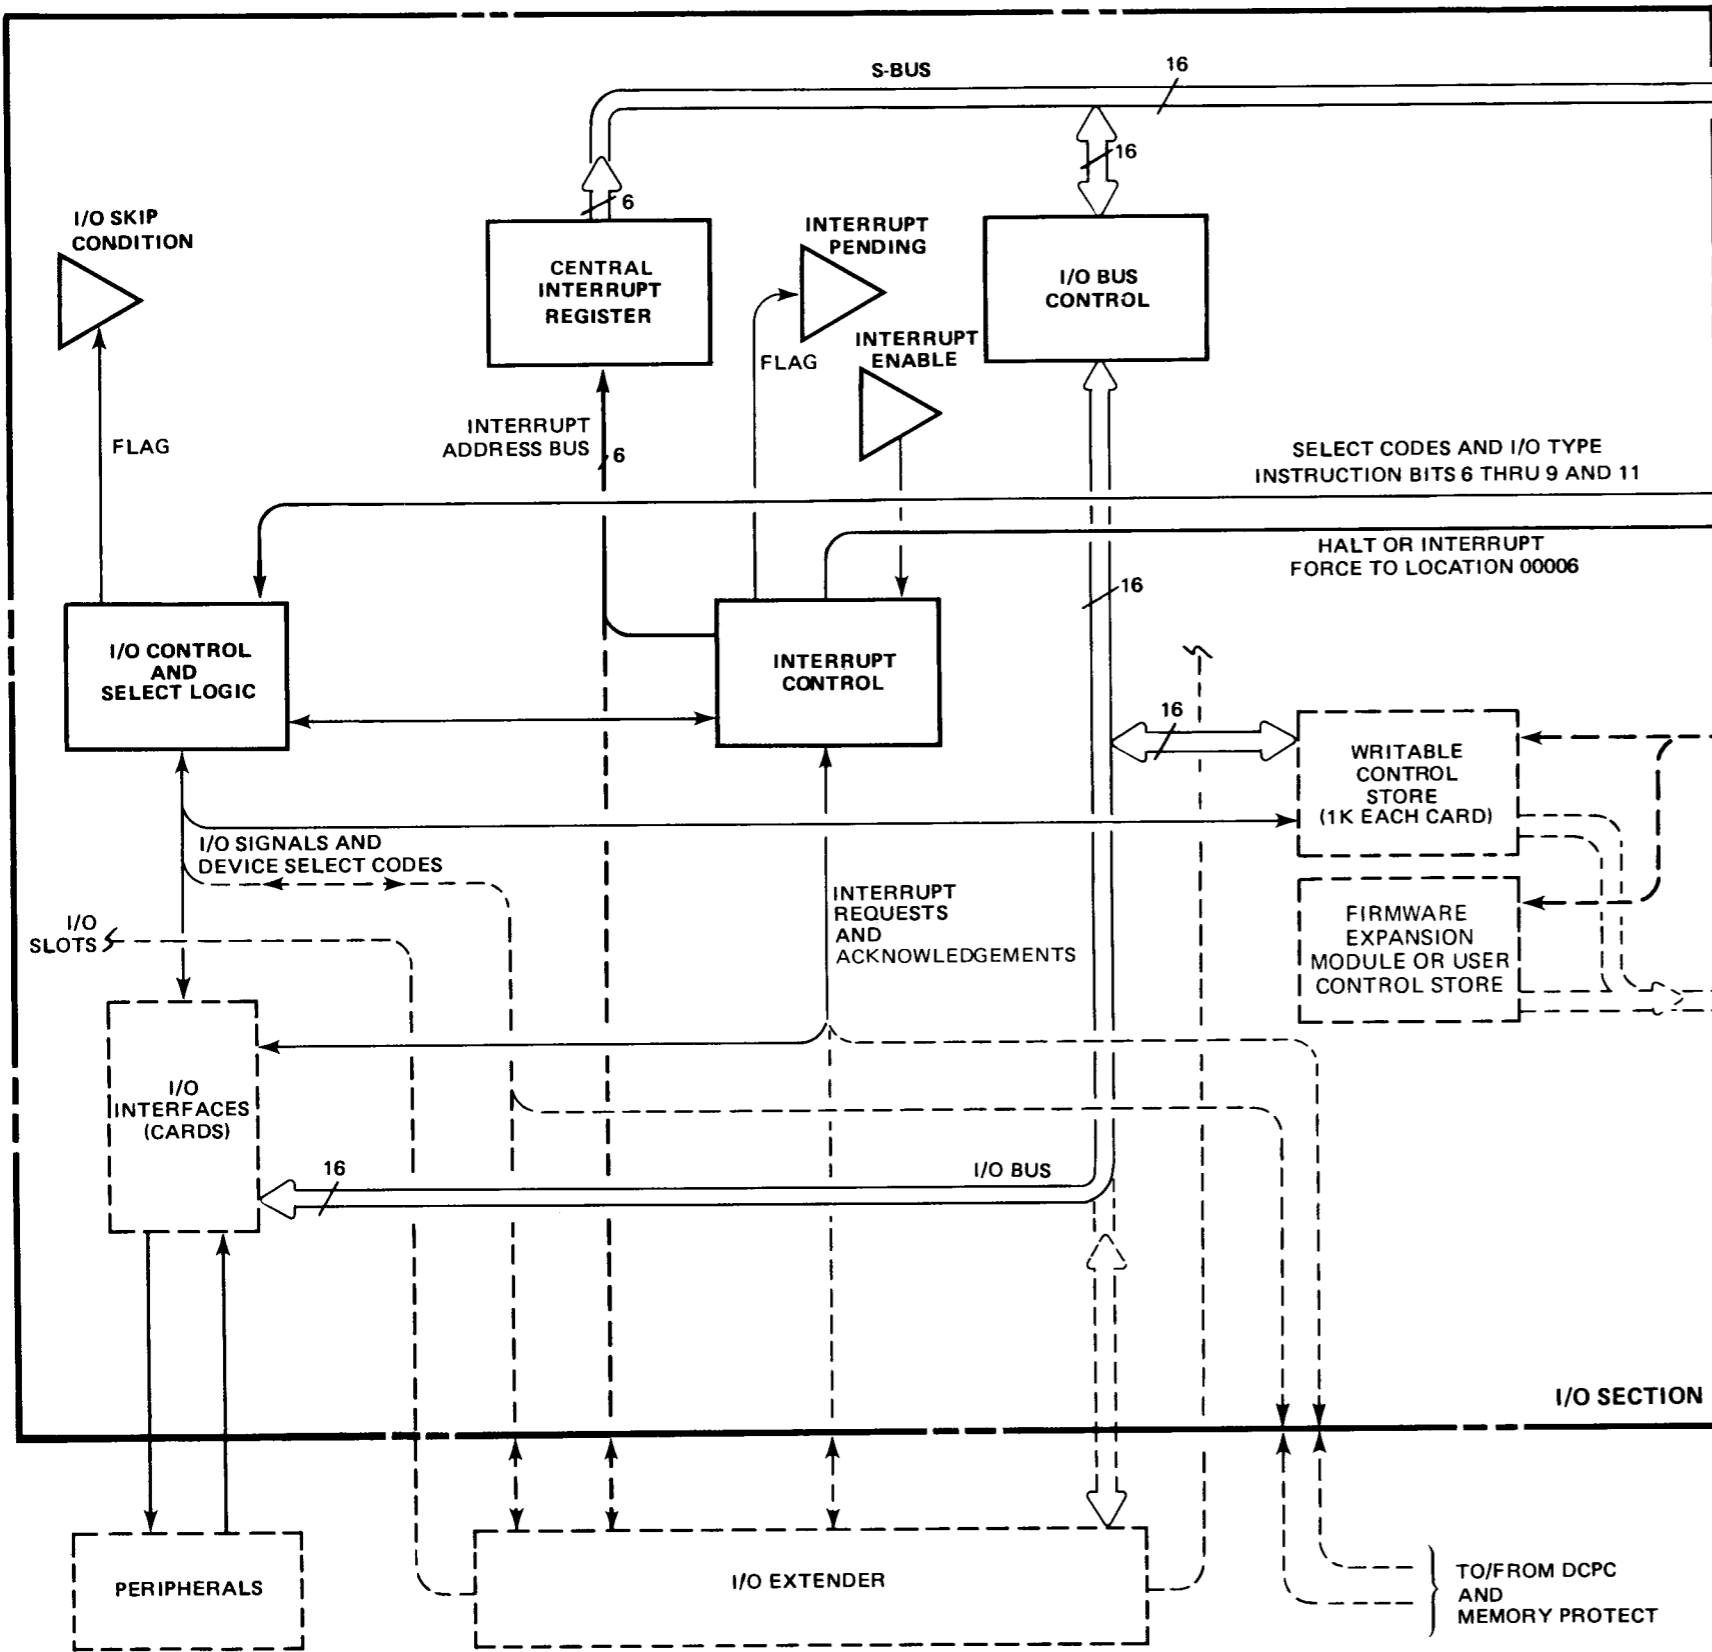 S-BUS
16
16
6
I/O SKIP
CONDITION
INTERRUPT
PENDING
CENTRAL
INTERRUPT
REGISTER
I/O BUS
CONTROL
INTERRUPT
ENABLE
FLAG
FLAG
INTERRUPT
ADDRESS BUS
6
SELECT CODES AND I/O TYPE
INSTRUCTION BITS 6 THRU 9 AND 11
HALT OR INTERRUPT
FORCE TO LOCATION 00006
16
I/O CONTROL
AND
SELECT LOGIC
INTERRUPT
CONTROL
16
WRITABLE
CONTROL
STORE
(1K EACH CARD)
I/O SIGNALS AND
DEVICE SELECT CODES
INTERRUPT
REQUESTS
AND
ACKNOWLEDGEMENTS
I/O
SLOTS
FIRMWARE
EXPANSION
MODULE OR USER
CONTROL STORE
I/O
INTERFACES
(CARDS)
16
I/O BUS
I/O SECTION
PERIPHERALS
I/O EXTENDER
TO/FROM DCPC
AND
MEMORY PROTECT